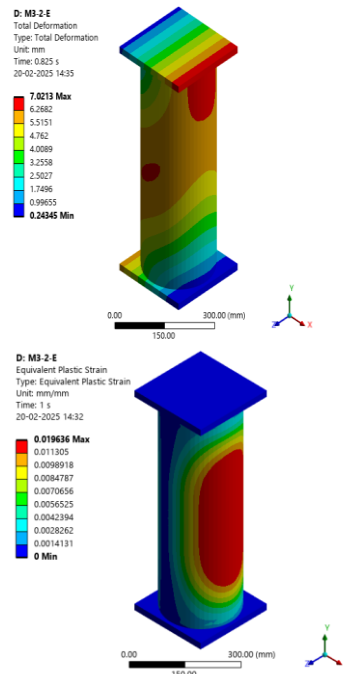 D: M3-2-E
Total Deformation
Type: Total Deformation
Unit: mm
Time: 0.825 s
20-02-2025 14:35
7.0213 Max
6.2682
5.5151
4.762
4.0089
3.2558
2.5027
1.7496
0.99655
0.24345 Min
Y
Z
X
0.00
300.00 (mm)
150.00
D: M3-2-E
Equivalent Plastic Strain
Type: Equivalent Plastic Strain
Unit: mm/mm
Time: 1 s
20-02-2025 14:32
0.019636 Max
0.011305
0.0098918
0.0084787
0.0070656
0.0056525
0.0042394
0.0028262
0.0014131
0 Min
Y
0.00
300.00 (mm)
150.00